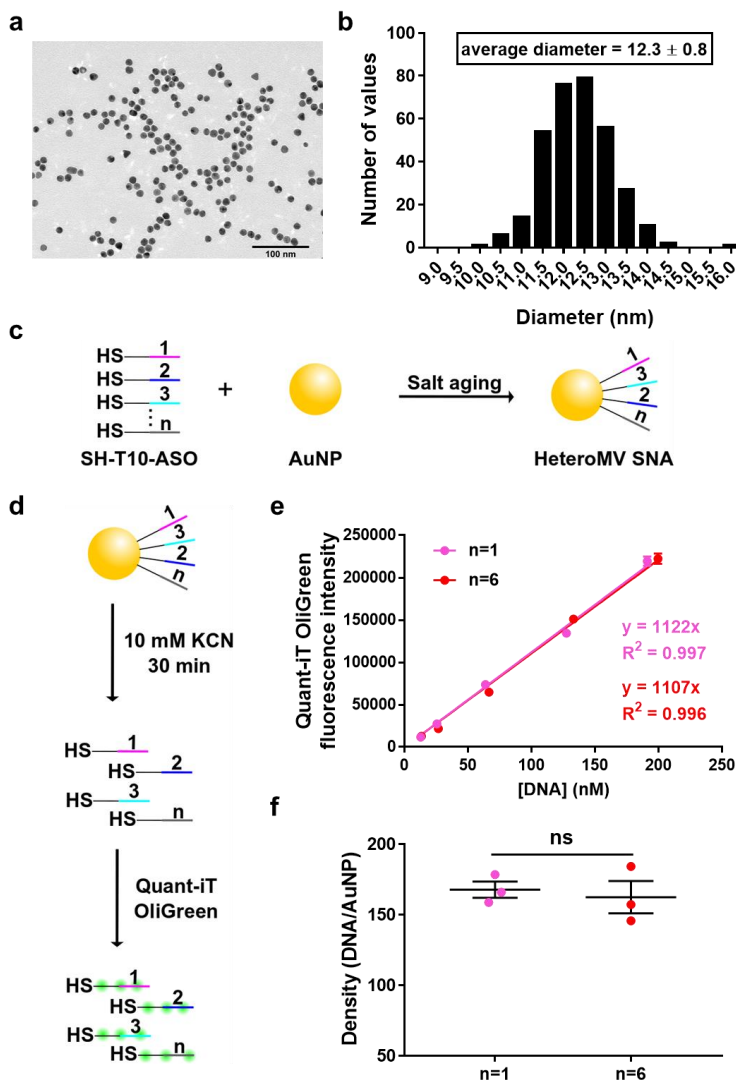 a
100 nm
b
average diameter = 12.3 ± 0.8
Number of values
100
80
60
40
20
0
9.0 9.5 10.0 10.5 11.0 11.5 12.0 12.5 13.0 13.5 14.0 14.5 15.0 15.5 16.0
Diameter (nm)
c
HS 1
HS 2
HS 3
HS n
SH-T10-ASO
+
AuNP
Salt aging
1
3
2
n
HeteroMV SNA
d
1
3
2
n
10 mM KCN
30 min
HS 1
HS 2
HS 3
HS n
Quant-iT
OliGreen
HS 1
HS 2
HS 3
HS n
e
Quant-iT OliGreen
fluorescence intensity
250000
200000
150000
100000
50000
0
n=1
n=6
y = 1122x
R² = 0.997
y = 1107x
R² = 0.996
0 50 100 150 200 250
[DNA] (nM)
f
Density (DNA/AuNP)
200
150
100
50
ns
n=1 n=6